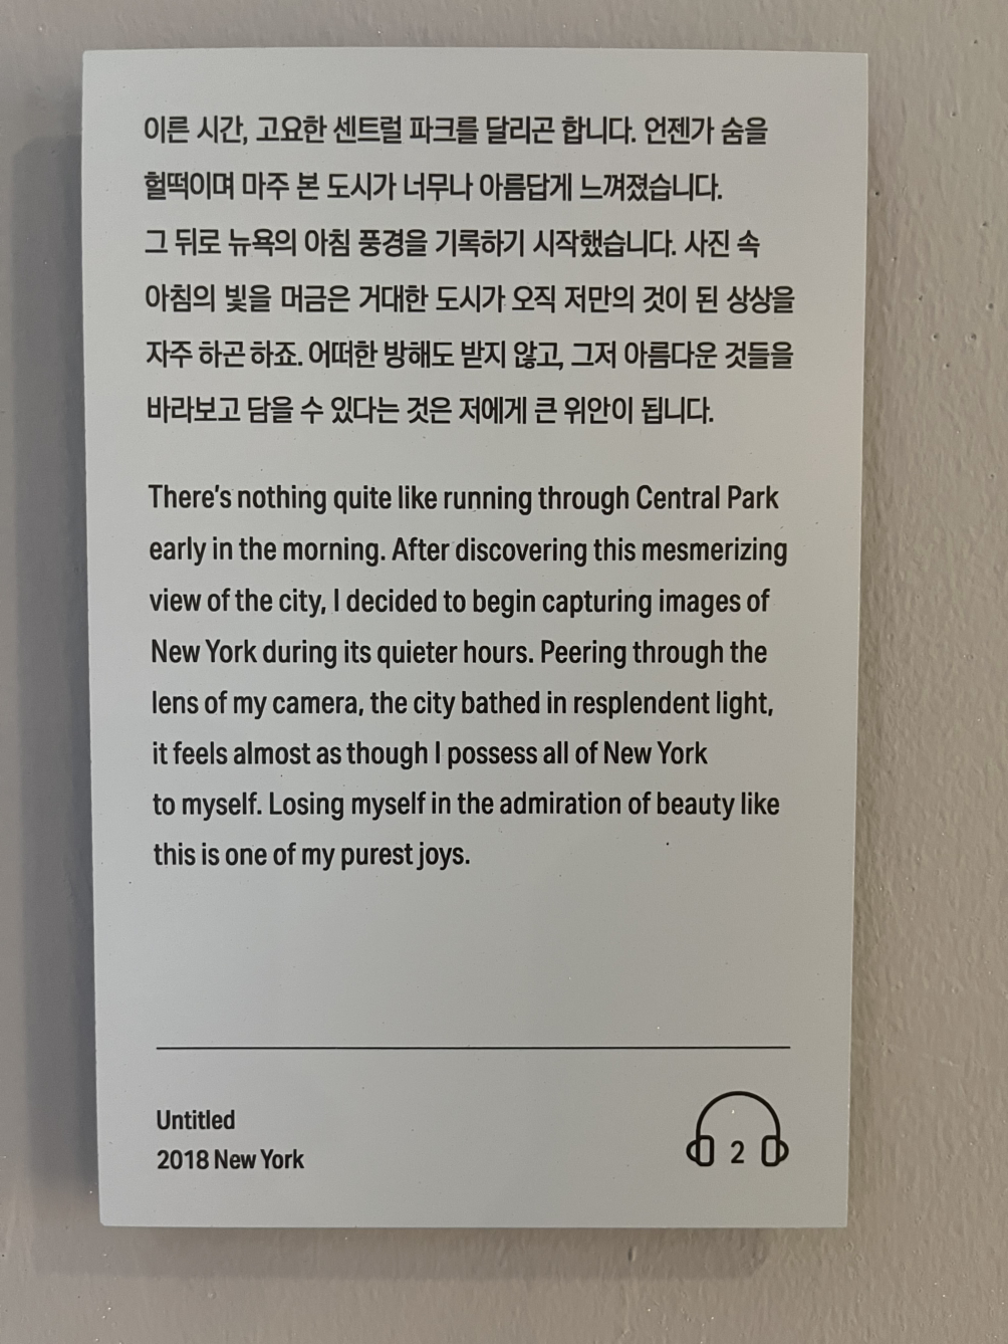 이른 시간, 고요한 센트럴 파크를 달리곤 합니다. 언젠가 숨을
헐떡이며 마주 본 도시가 너무나 아름답게 느껴졌습니다.
그 뒤로 뉴욕의 아침 풍경을 기록하기 시작했습니다. 사진 속
아침의 빛을 머금은 거대한 도시가 오직 저만의 것이 된 상상을
자주 하곤 하죠. 어떠한 방해도 받지 않고, 그저 아름다운 것들을
바라보고 담을 수 있다는 것은 저에게 큰 위안이 됩니다.
There's nothing quite like running through Central Park
early in the morning. After discovering this mesmerizing
view of the city, I decided to begin capturing images of
New York during its quieter hours. Peering through the
lens of my camera, the city bathed in resplendent light,
it feels almost as though I possess all of New York
to myself. Losing myself in the admiration of beauty like
this is one of my purest joys.
Untitled
2018 New York
2